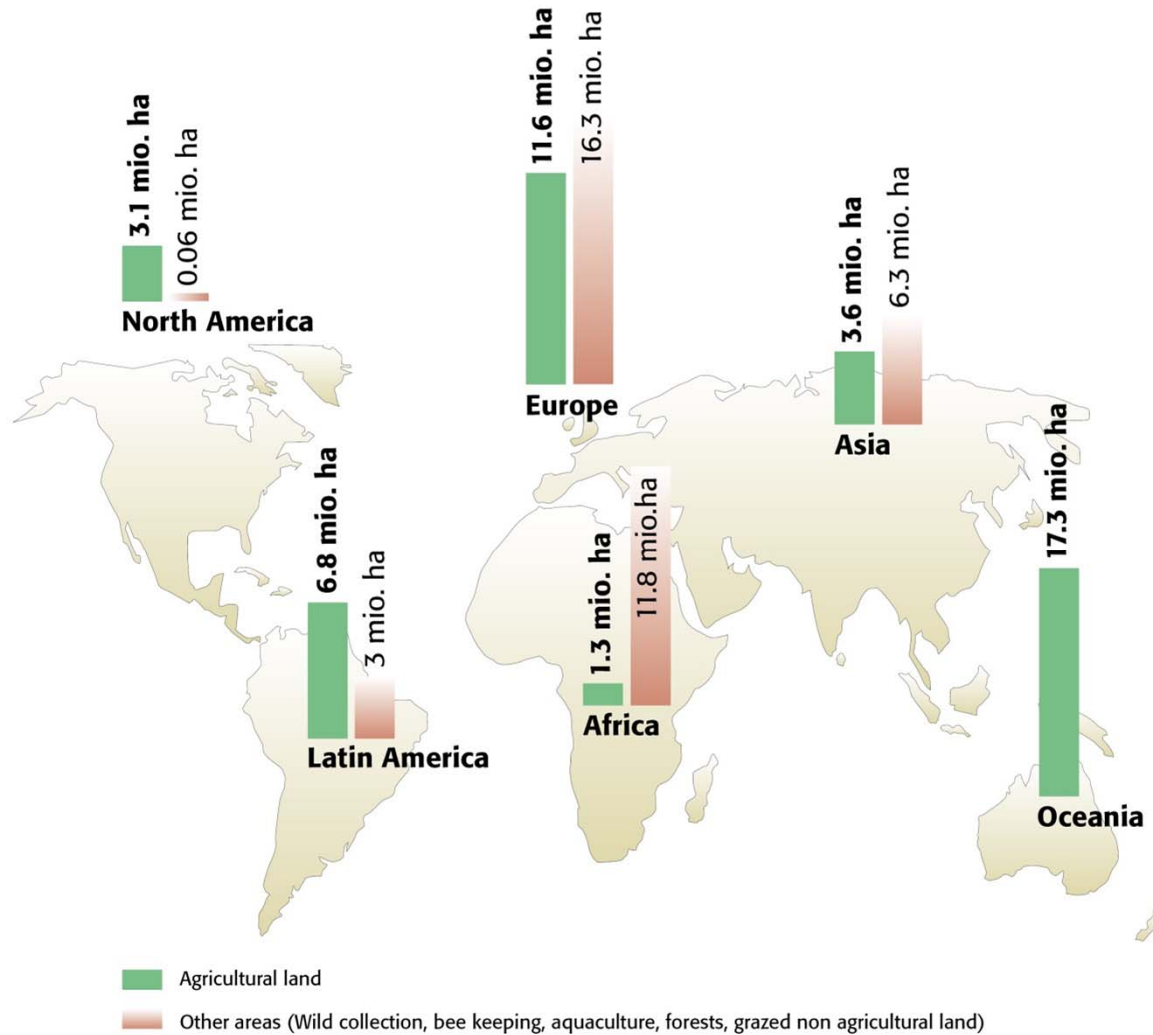 3.1 mio. ha
0.06 mio. ha
North America
11.6 mio. ha
16.3 mio. ha
Europe
3.6 mio. ha
6.3 mio. ha
Asia
6.8 mio. ha
3 mio. ha
Latin America
1.3 mio. ha
11.8 mio.ha
Africa
17.3 mio. ha
Oceania
Agricultural land
Other areas (Wild collection, bee keeping, aquaculture, forests, grazed non agricultural land)